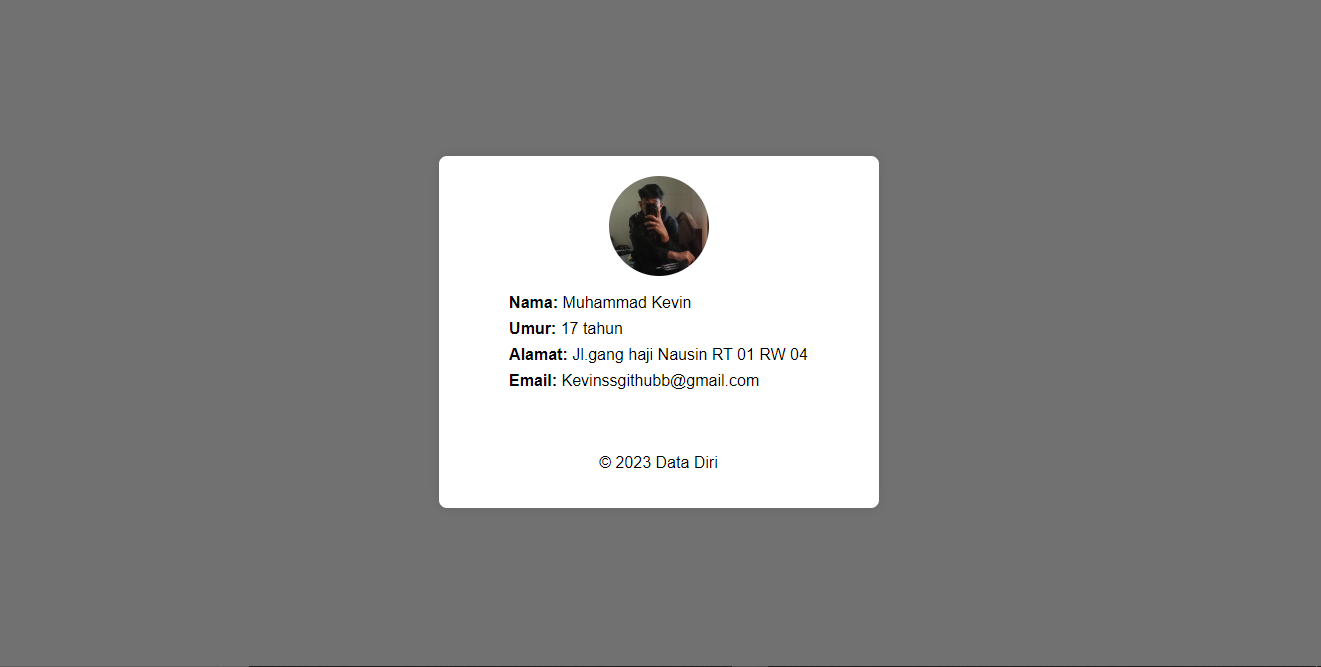 Nama: Muhammad Kevin
Umur: 17 tahun
Alamat: Jl.gang haji Nausin RT 01 RW 04
Email: Kevinssgithubb@gmail.com
© 2023 Data Diri